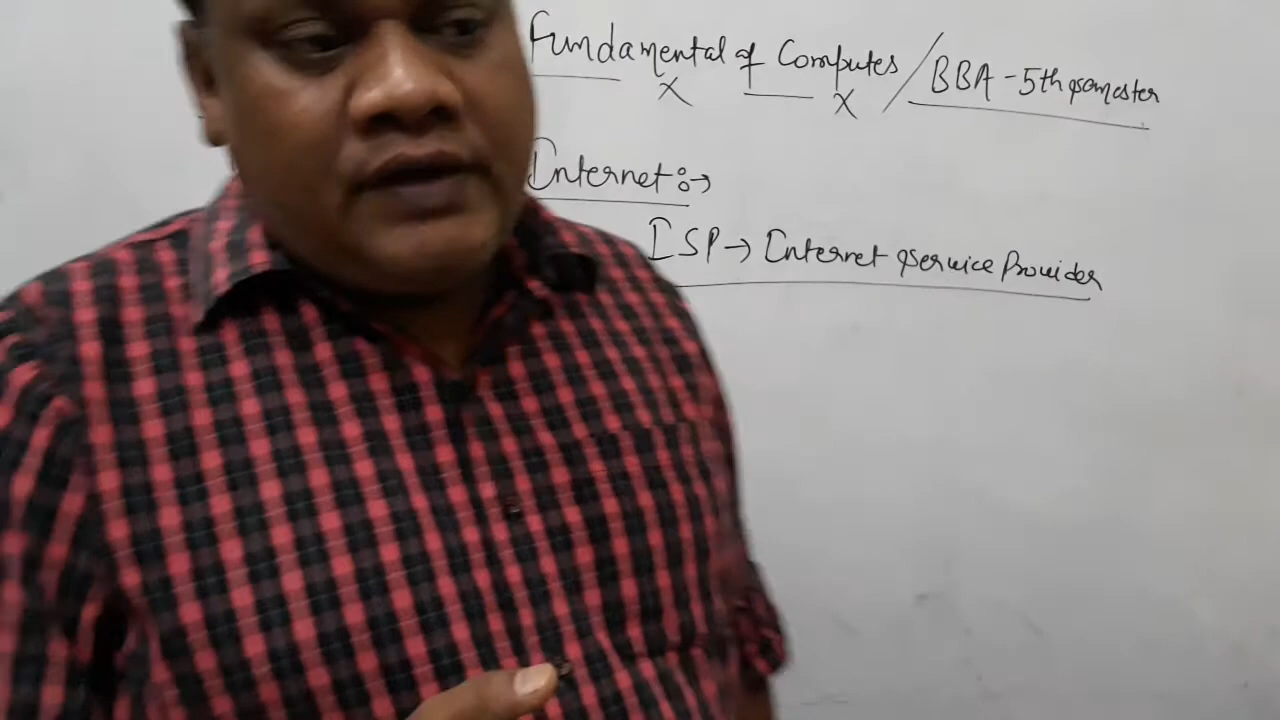 Fundamental of Computes / BBA - 5th semester
x x
Internet :→
ISP → Internet service Provider